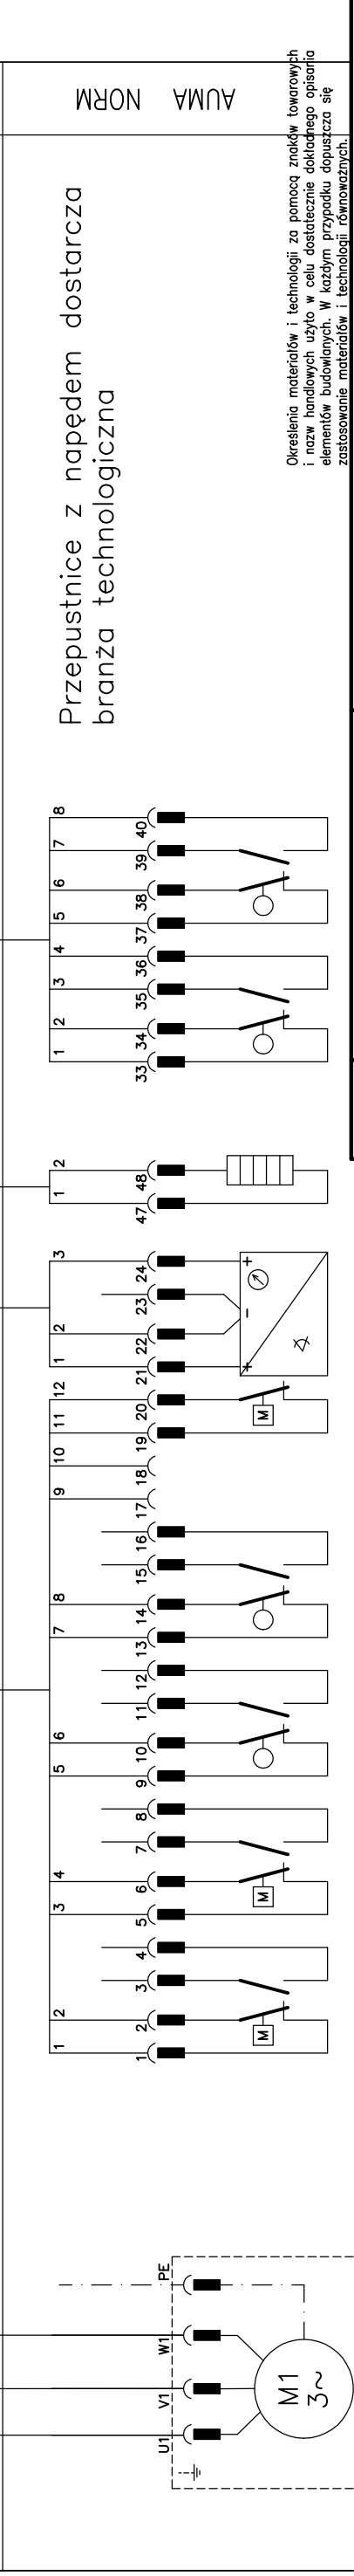 AUMA NORM
Przepustnice z napędem dostarcza
branża technologiczna
Określenia materiałów i technologii za pomocą znaków towarowych
i nazw handlowych użyto w celu dostatecznie dokładnego opisania
elementów budowlanych. W każdym przypadku dopuszcza się
zastosowanie materiałów i technologii równoważnych.
1 2 3 4 5 6 7 8 9 10 11 12 1 2 3 1 2 1 2 3 4 5 6 7 8
U1 V1 W1 PE 1 2 3 4 5 6 7 8 9 10 11 12 13 14 15 16 17 18 19 20 21 22 23 24 47 48 33 34 35 36 37 38 39 40
M M M
+ - +
M1
3~